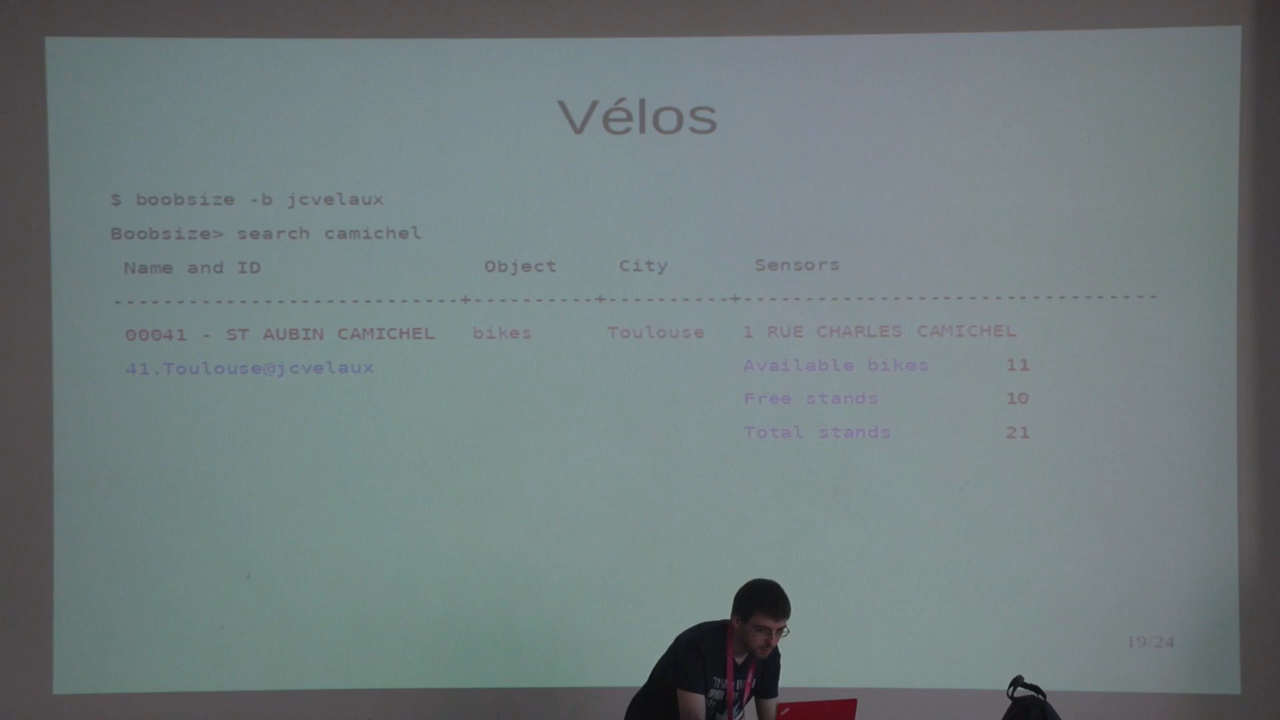 Vélos
$ boobsize -b jcvelaux
Boobsize> search camichel
Name and ID Object City Sensors
---------------------------+----------+----------+---------------------------------
00041 - ST AUBIN CAMICHEL bikes Toulouse 1 RUE CHARLES CAMICHEL
41.Toulouse@jcvelaux Available bikes 11
Free stands 10
Total stands 21
19/24